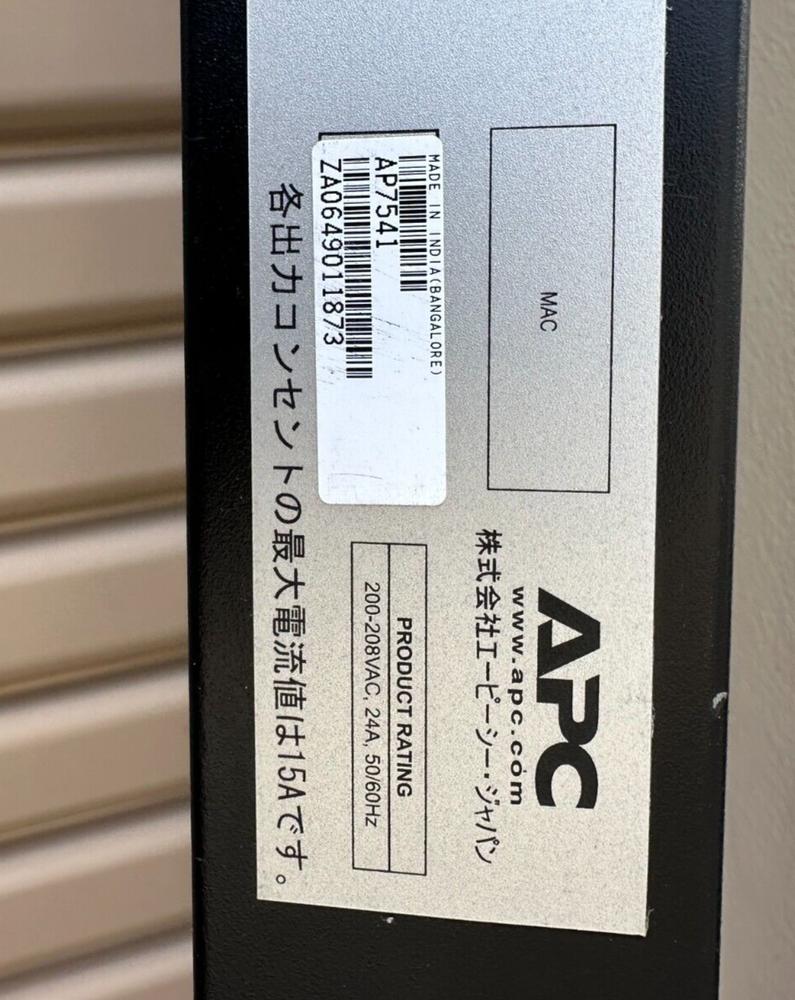 APC
www.apc.com
株式会社エーピーシー・ジャパン
MAC
PRODUCT RATING
200-208VAC, 24A, 50/60Hz
MADE IN INDIA(BANGALORE)
AP7541
ZA0649011873
各出力コンセントの最大電流値は15Aです。